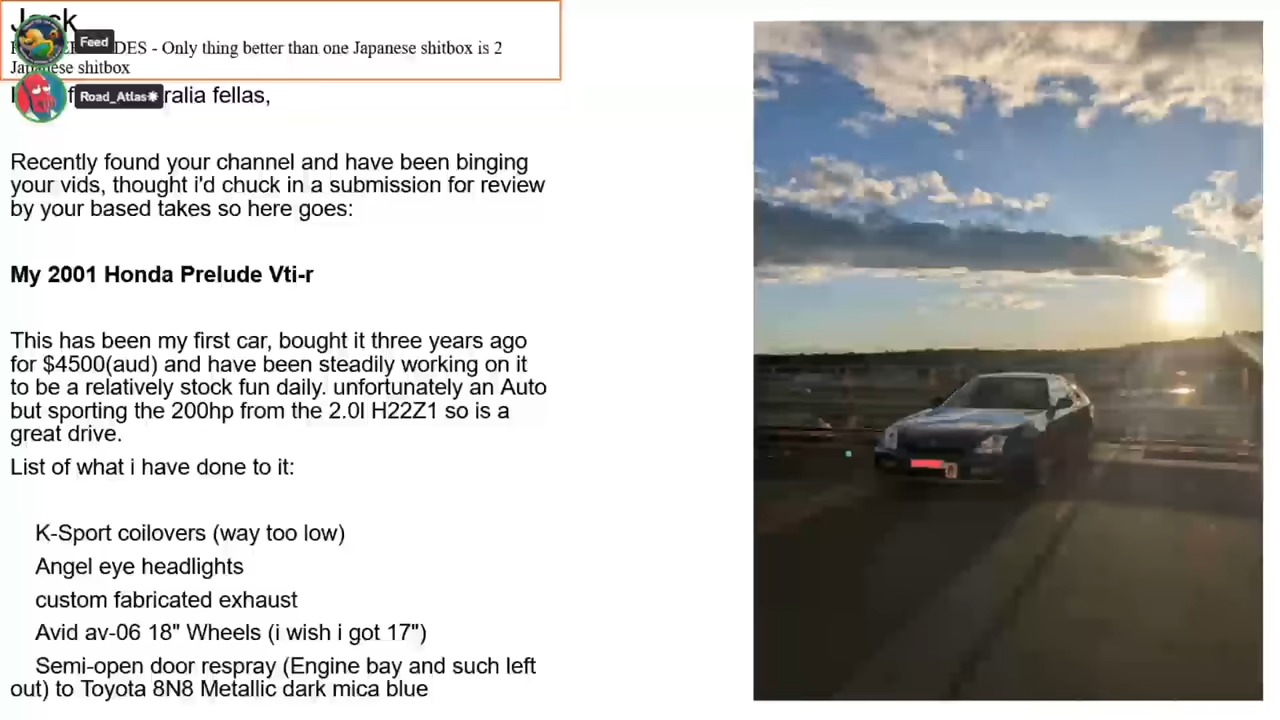 Jack
DES - Only thing better than one Japanese shitbox is 2
Japanese shitbox
Feed
Road_Atlas
ralia fellas,
Recently found your channel and have been binging
your vids, thought i'd chuck in a submission for review
by your based takes so here goes:
My 2001 Honda Prelude Vti-r
This has been my first car, bought it three years ago
for $4500(aud) and have been steadily working on it
to be a relatively stock fun daily. unfortunately an Auto
but sporting the 200hp from the 2.0l H22Z1 so is a
great drive.
List of what i have done to it:
K-Sport coilovers (way too low)
Angel eye headlights
custom fabricated exhaust
Avid av-06 18" Wheels (i wish i got 17")
Semi-open door respray (Engine bay and such left
out) to Toyota 8N8 Metallic dark mica blue